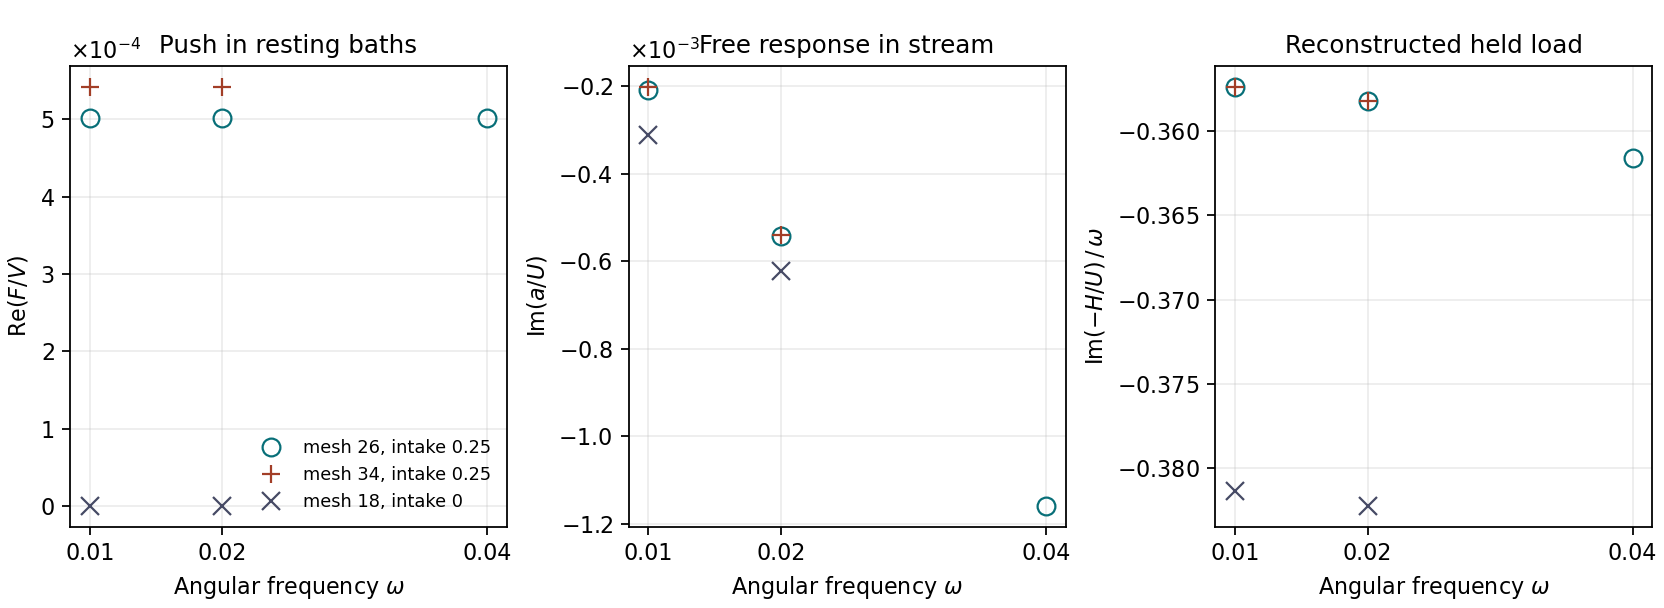 ×10⁻⁴ Push in resting baths
Re(F/V)
5
4
3
2
1
0
mesh 26, intake 0.25
mesh 34, intake 0.25
mesh 18, intake 0
0.01 0.02 0.04
Angular frequency ω
×10⁻³Free response in stream
Im(a/U)
−0.2
−0.4
−0.6
−0.8
−1.0
−1.2
0.01 0.02 0.04
Angular frequency ω
Reconstructed held load
Im(−H/U)/ω
−0.360
−0.365
−0.370
−0.375
−0.380
0.01 0.02 0.04
Angular frequency ω